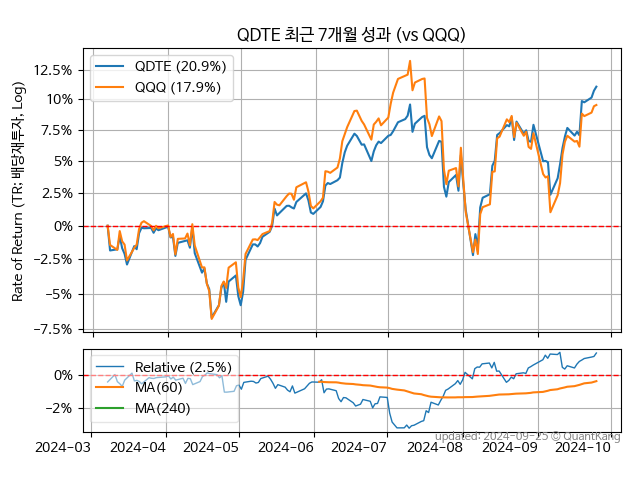 QDTE 최근 7개월 성과 (vs QQQ)
Rate of Return (TR: 배당재투자, Log)
12.5%
10%
7.5%
5%
2.5%
0%
−2.5%
−5%
−7.5%
QDTE (20.9%)
QQQ (17.9%)
0%
−2%
Relative (2.5%)
MA(60)
MA(240)
updated: 2024-09-25 © QuantKang
2024−03
2024−04
2024−05
2024−06
2024−07
2024−08
2024−09
2024−10